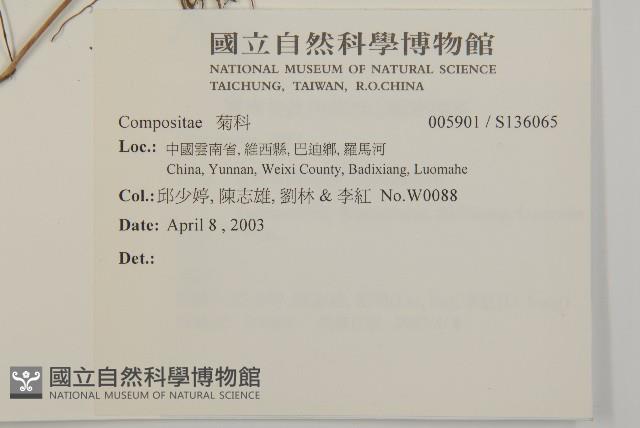 國立自然科學博物館
NATIONAL MUSEUM OF NATURAL SCIENCE
TAICHUNG, TAIWAN, R.O.CHINA
Compositae 菊科 005901 / S136065
Loc.: 中國雲南省, 維西縣, 巴迪鄉, 羅馬河
China, Yunnan, Weixi County, Badixiang, Luomahe
Col.:邱少婷, 陳志雄, 劉林 & 李紅 No.W0088
Date: April 8 , 2003
Det.:
國立自然科學博物館
NATIONAL MUSEUM OF NATURAL SCIENCE